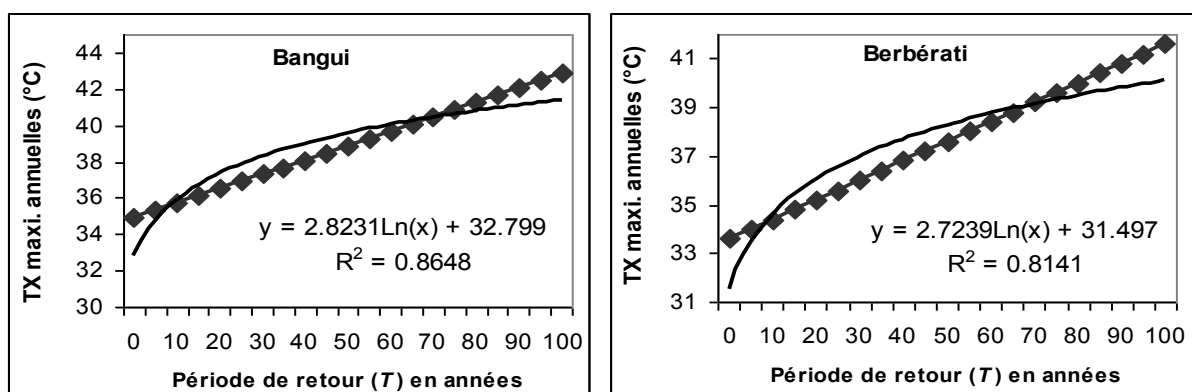 Bangui
TX maxi. annuelles (°C)
44
42
40
38
36
34
32
30
y = 2.8231Ln(x) + 32.799
R² = 0.8648
0 10 20 30 40 50 60 70 80 90 100
Période de retour (T) en années
Berbérati
TX maxi. annuelles (°C)
41
39
37
35
33
31
y = 2.7239Ln(x) + 31.497
R² = 0.8141
0 10 20 30 40 50 60 70 80 90 100
Période de retour (T) en années